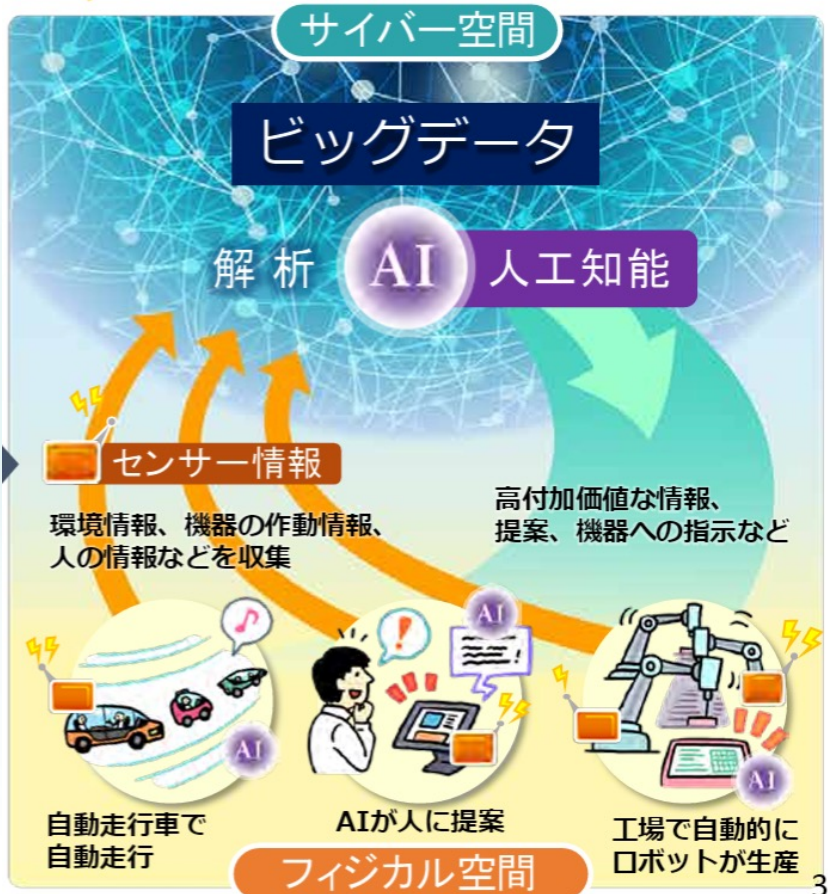 サイバー空間
ビッグデータ
解析 AI 人工知能
センサー情報
環境情報、機器の作動情報、
人の情報などを収集
高付加価値な情報、
提案、機器への指示など
AI
AI
AI
自動走行車で
自動走行
AIが人に提案
工場で自動的に
ロボットが生産
フィジカル空間
3